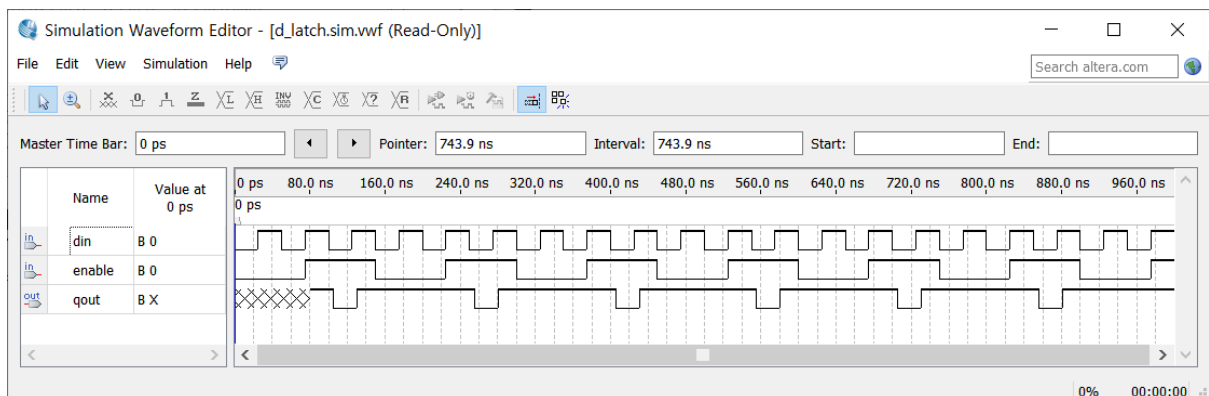 Simulation Waveform Editor - [d_latch.sim.vwf (Read-Only)]
File Edit View Simulation Help
Search altera.com
Master Time Bar: 0 ps Pointer: 743.9 ns Interval: 743.9 ns Start: End:
Name Value at 0 ps
0 ps 80.0 ns 160.0 ns 240.0 ns 320.0 ns 400.0 ns 480.0 ns 560.0 ns 640.0 ns 720.0 ns 800.0 ns 880.0 ns 960.0 ns
0 ps
in din B 0
in enable B 0
out qout B X
0% 00:00:00